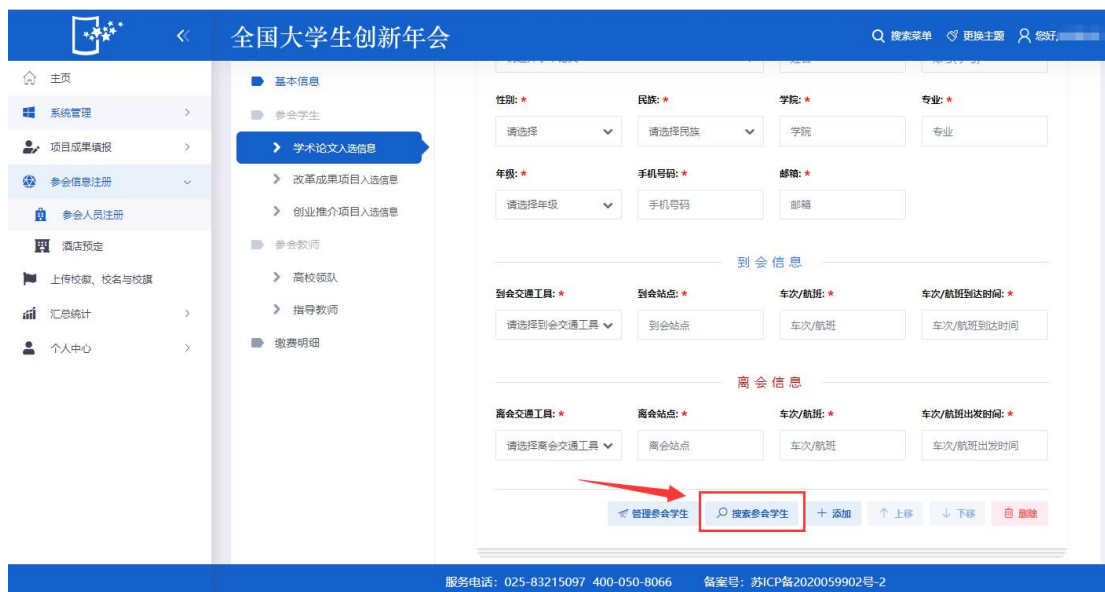 全国大学生创新年会
搜索菜单 更换主题 您好,
主页
系统管理
项目成果填报
参会信息注册
参会人员注册
酒店预定
上传校徽、校名与校旗
汇总统计
个人中心
基本信息
参会学生
学术论文入选信息
改革成果项目入选信息
创业推介项目入选信息
参会教师
高校领队
指导教师
缴费明细
性别: * 民族: * 学院: * 专业: *
请选择 请选择民族 学院 专业
年级: * 手机号码: * 邮箱: *
请选择年级 手机号码 邮箱
到会信息
到会交通工具: * 到会站点: * 车次/航班: * 车次/航班到达时间: *
请选择到会交通工具 到会站点 车次/航班 车次/航班到达时间
离会信息
离会交通工具: * 离会站点: * 车次/航班: * 车次/航班出发时间: *
请选择离会交通工具 离会站点 车次/航班 车次/航班出发时间
管理参会学生 搜索参会学生 + 添加 ↑ 上移 ↓ 下移 删除
服务电话: 025-83215097 400-050-8066 备案号: 苏ICP备2020059902号-2